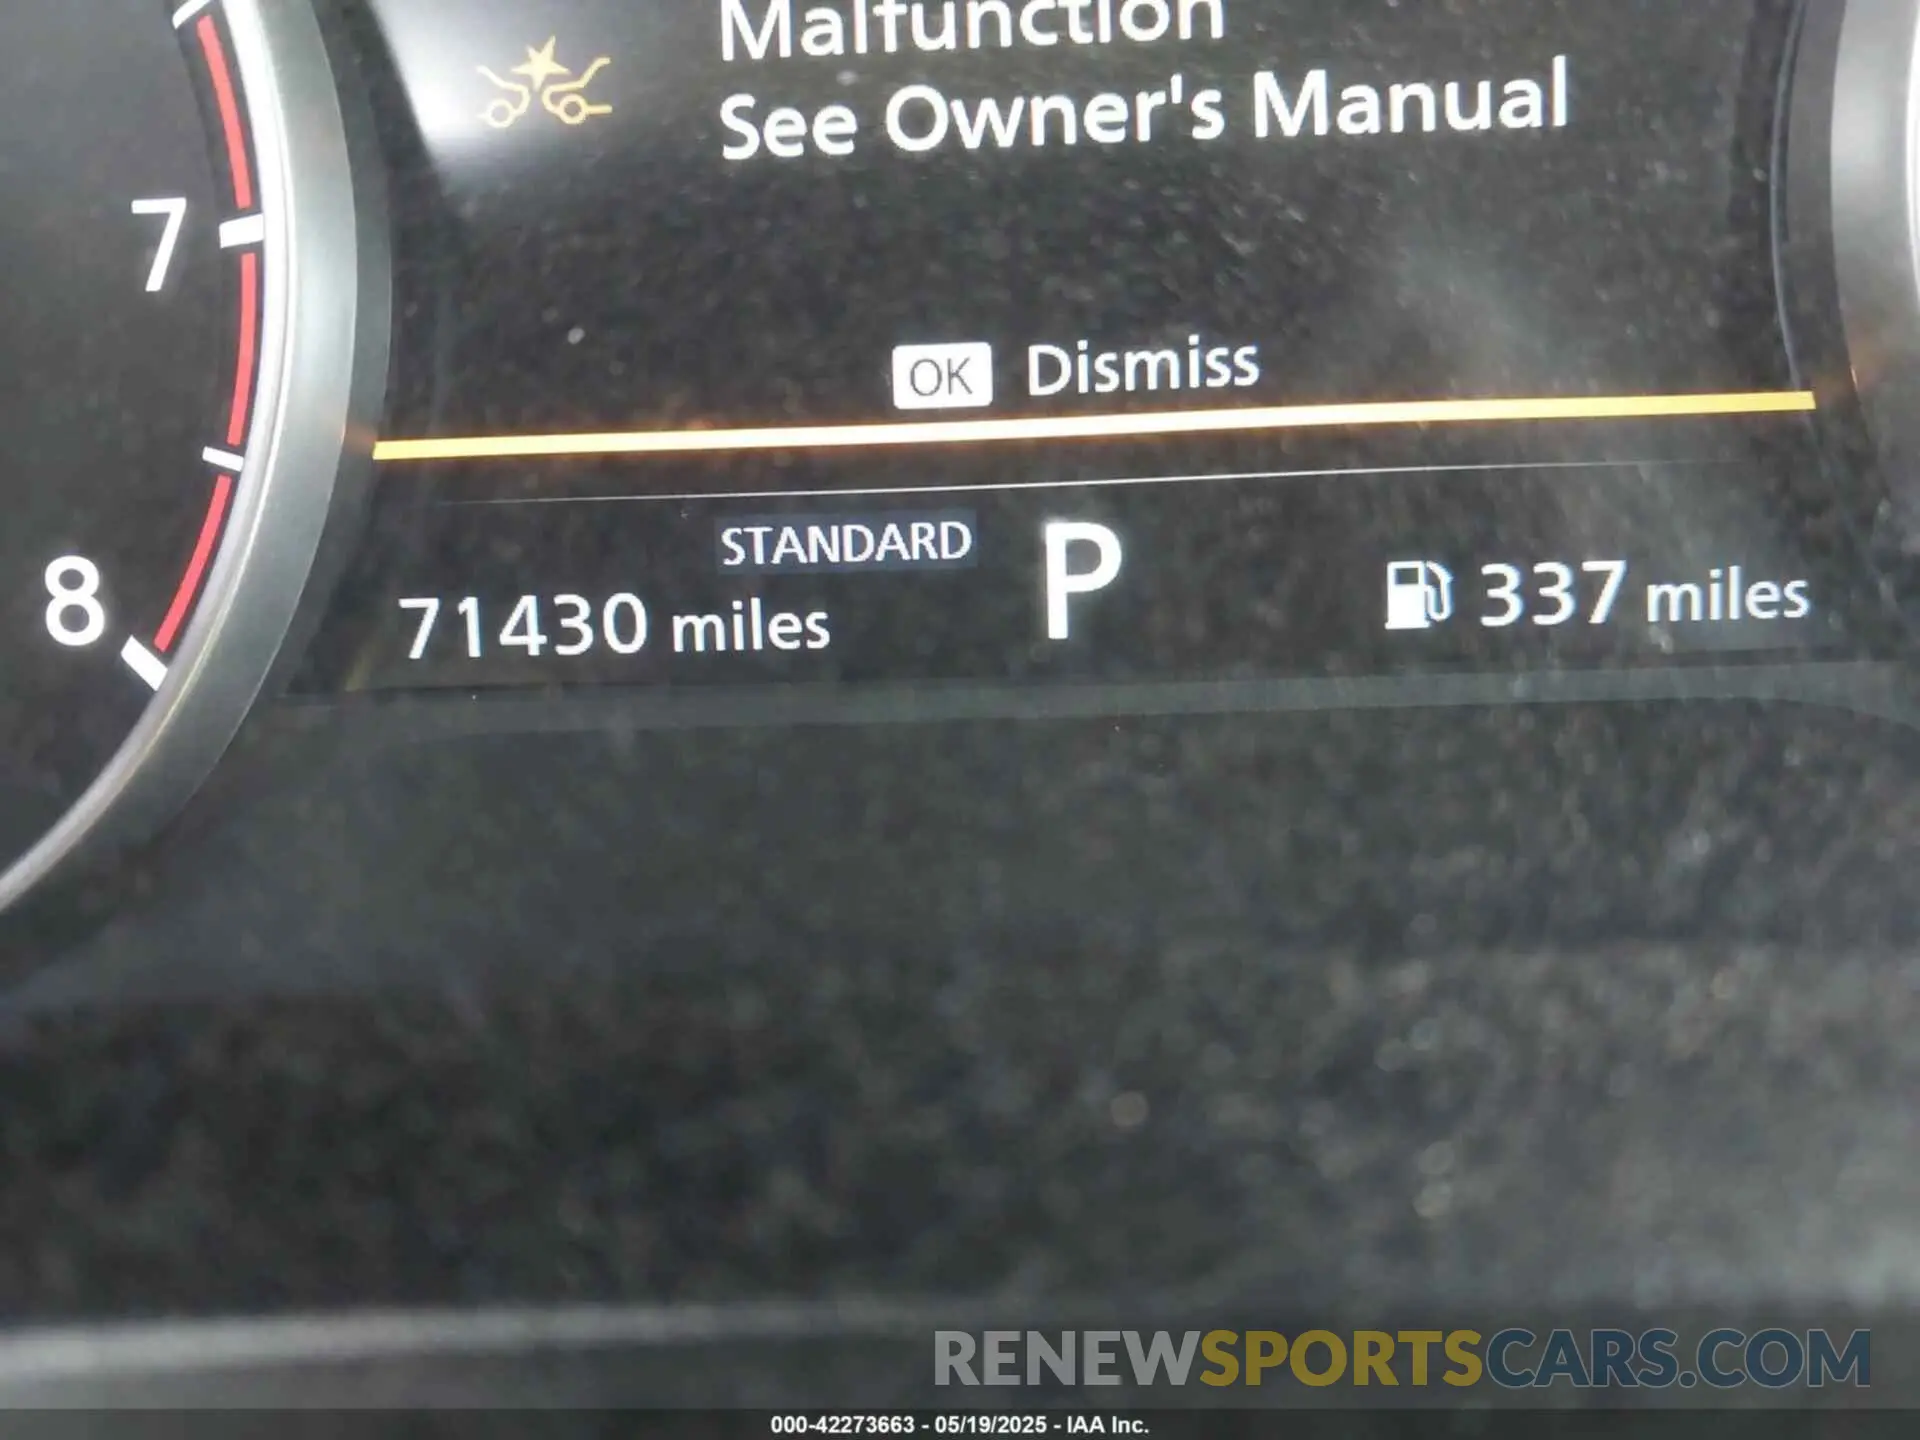 Malfunction
See Owner's Manual
7
OK Dismiss
STANDARD
P
8
71430 miles
337 miles
RENEWSPORTSCARS.COM
000-42273663 - 05/19/2025 - IAA Inc.